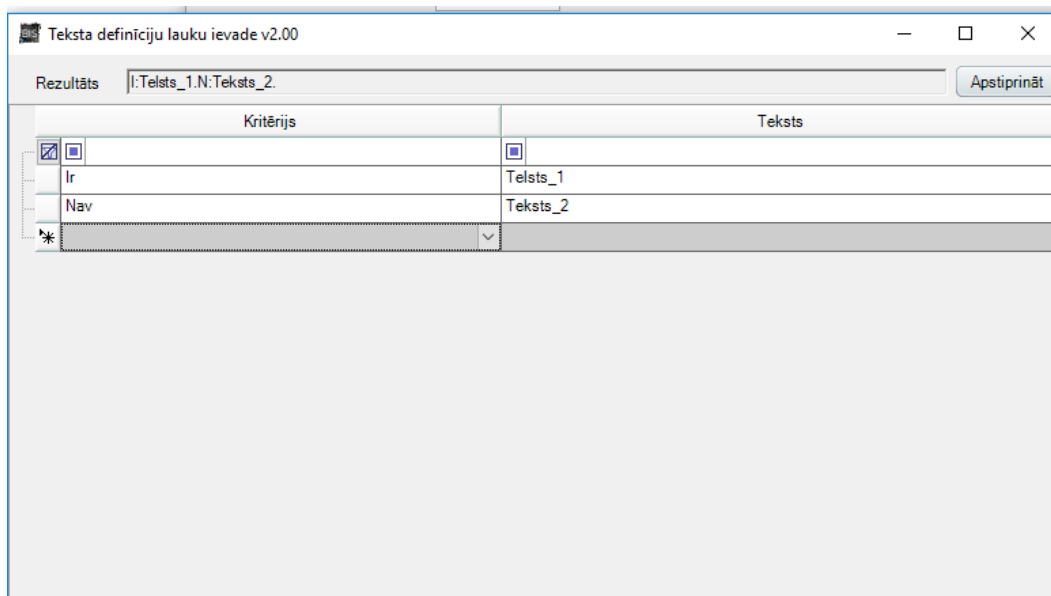 Teksta definīciju lauku ievade v2.00
Rezultāts I:Telsts_1.N:Teksts_2. Apstiprināt
Kritērijs Teksts
Ir Telsts_1
Nav Teksts_2